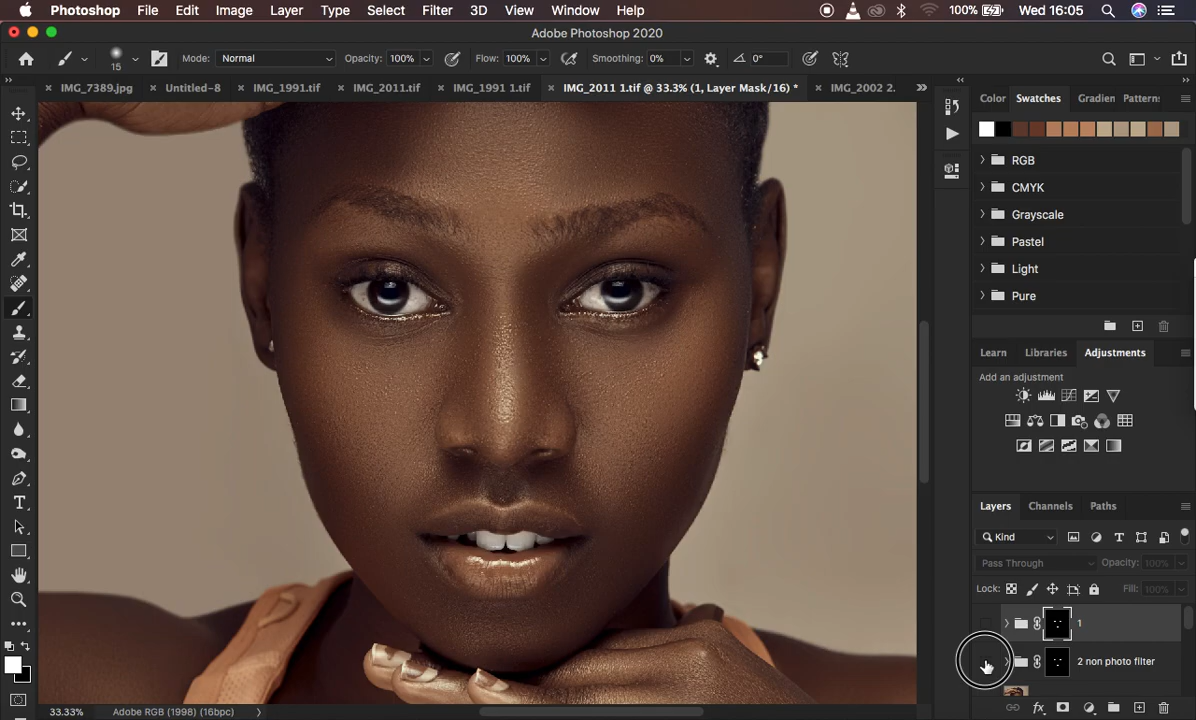 Photoshop File Edit Image Layer Type Select Filter 3D View Window Help 100% Wed 16:05
Adobe Photoshop 2020
15 Mode: Normal Opacity: 100% Flow: 100% Smoothing: 0% 0°
IMG_7389.jpg Untitled-8 IMG_1991.tif IMG_2011.tif IMG_1991 1.tif IMG_2011 1.tif @ 33.3% (1, Layer Mask/16) * IMG_2002 2.
Color Swatches Gradien Pattern:
RGB
CMYK
Grayscale
Pastel
Light
Pure
Learn Libraries Adjustments
Add an adjustment
Layers Channels Paths
Kind
Pass Through Opacity: 100%
Lock: Fill: 100%
1
2 non photo filter
33.33% Adobe RGB (1998) (16bpc)